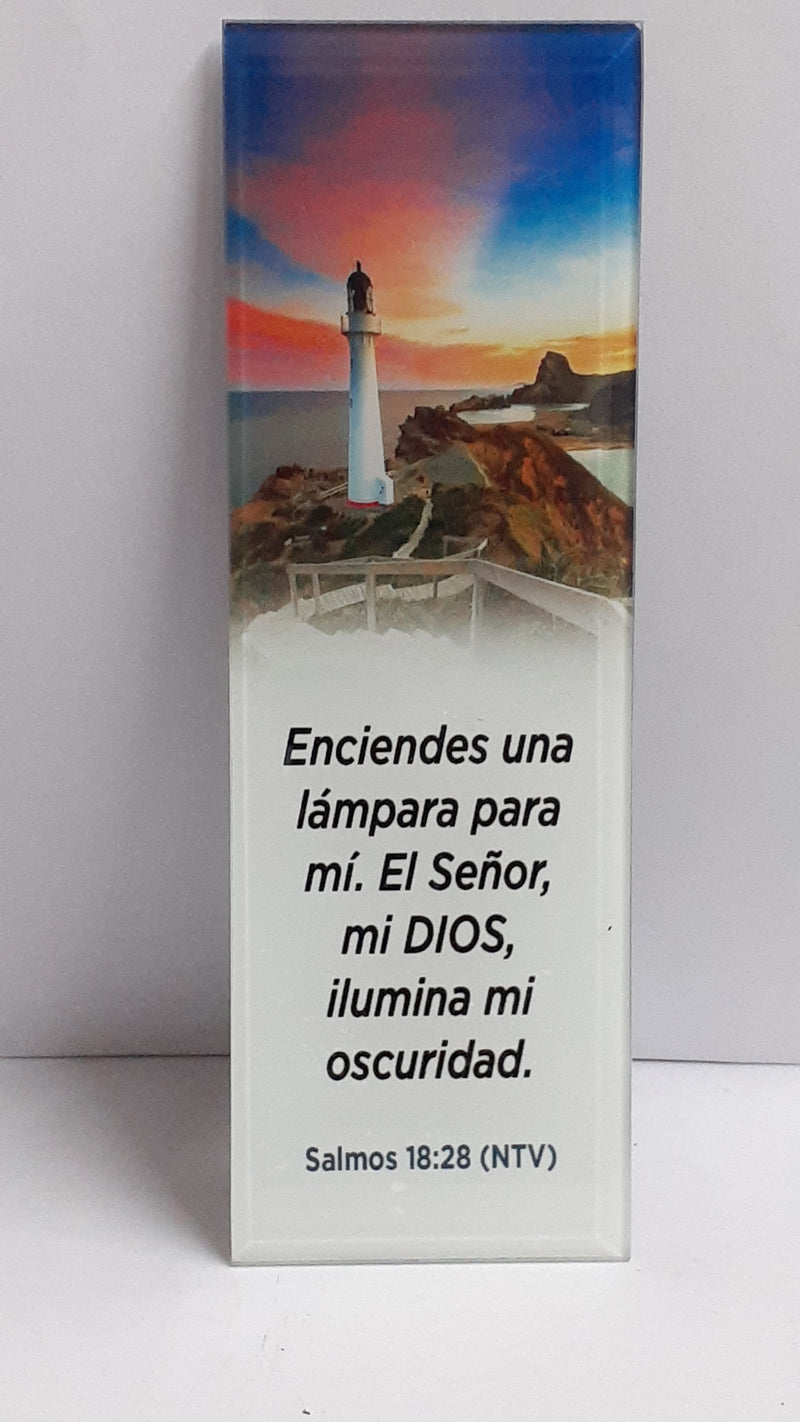 Enciendes una
lámpara para
mí. El Señor,
mi DIOS,
ilumina mi
oscuridad.
Salmos 18:28 (NTV)